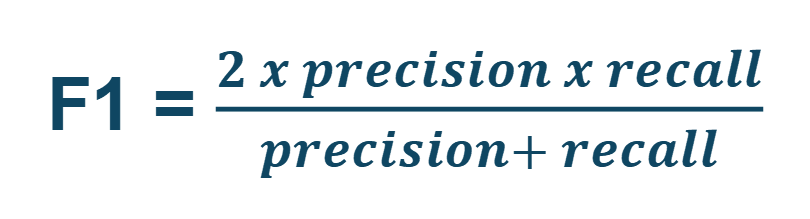 2 x precision x recall
F1 =
precision+ recall